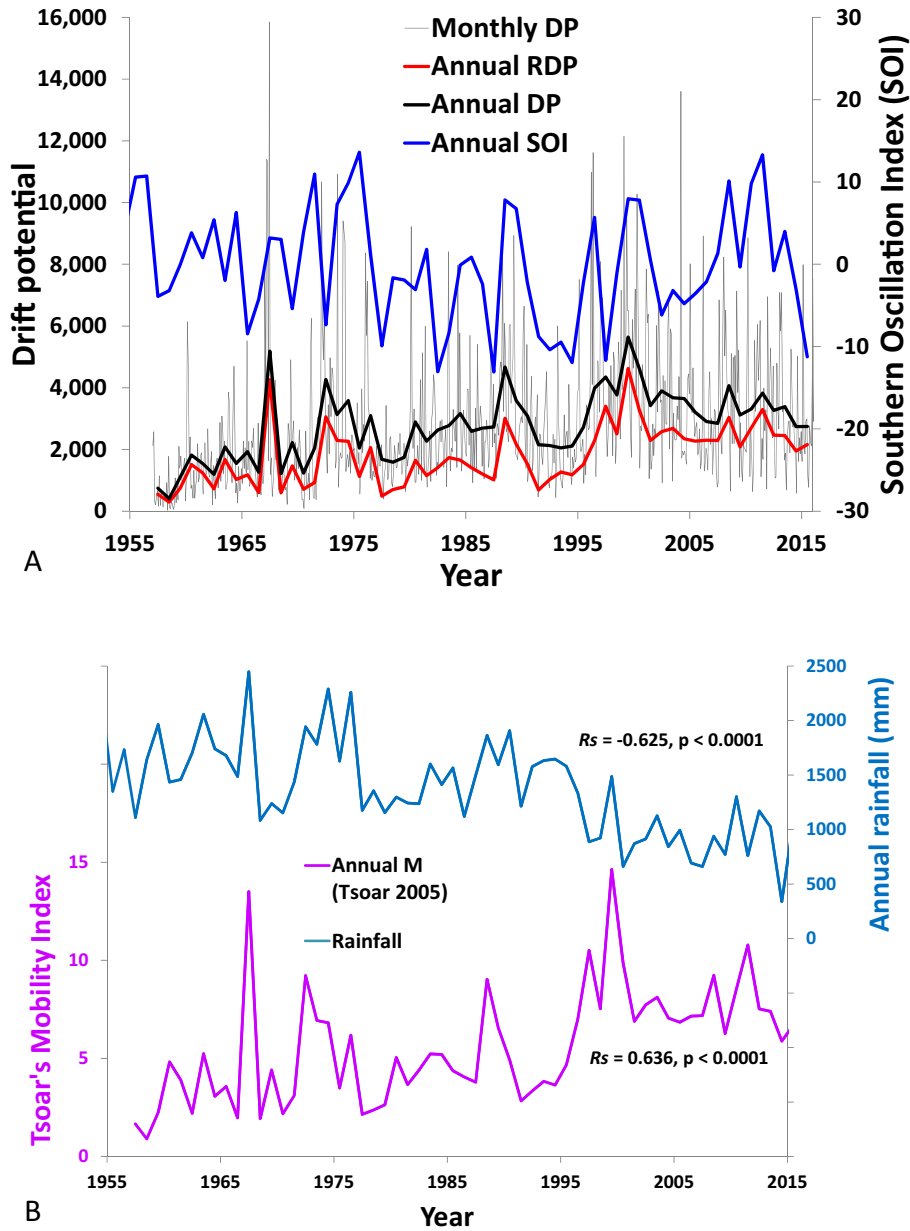 16,000
14,000
12,000
10,000
8,000
6,000
4,000
2,000
0
Drift potential
Monthly DP
Annual RDP
Annual DP
Annual SOI
30
20
10
0
-10
-20
-30
Southern Oscillation Index (SOI)
1955 1965 1975 1985 1995 2005 2015
Year
A
2500
2000
1500
1000
500
0
Annual rainfall (mm)
Rs = -0.625, p < 0.0001
15
10
5
0
Tsoar's Mobility Index
Annual M
(Tsoar 2005)
Rainfall
Rs = 0.636, p < 0.0001
1955 1965 1975 1985 1995 2005 2015
Year
B